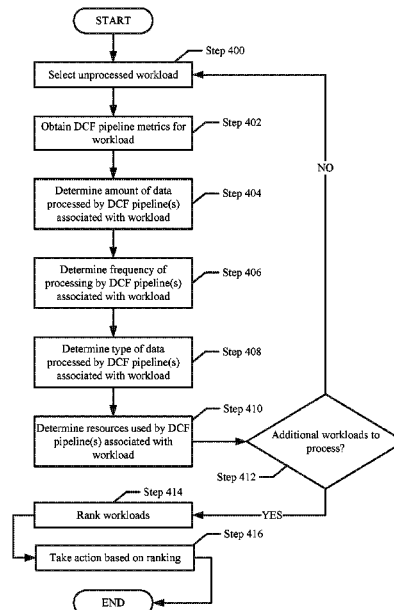 START
Step 400
Select unprocessed workload
Step 402
Obtain DCF pipeline metrics for
workload
NO
Step 404
Determine amount of data
processed by DCF pipeline(s)
associated with workload
Step 406
Determine frequency of
processing by DCF pipeline(s)
associated with workload
Step 408
Determine type of data
processed by DCF pipeline(s)
associated with workload
Step 410
Determine resources used by DCF
pipeline(s) associated with
workload
Additional workloads to
process?
Step 412
Step 414
Rank workloads
YES
Step 416
Take action based on ranking
END